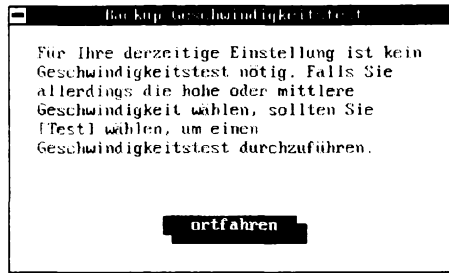 Backup Geschwindigkeitstest
Für Ihre derzeitige Einstellung ist kein
Geschwindigkeitstest nötig. Falls Sie
allerdings die hohe oder mittlere
Geschwindigkeit wählen, sollten Sie
[Test] wählen, um einen
Geschwindigkeitstest durchzuführen.
ortfahren